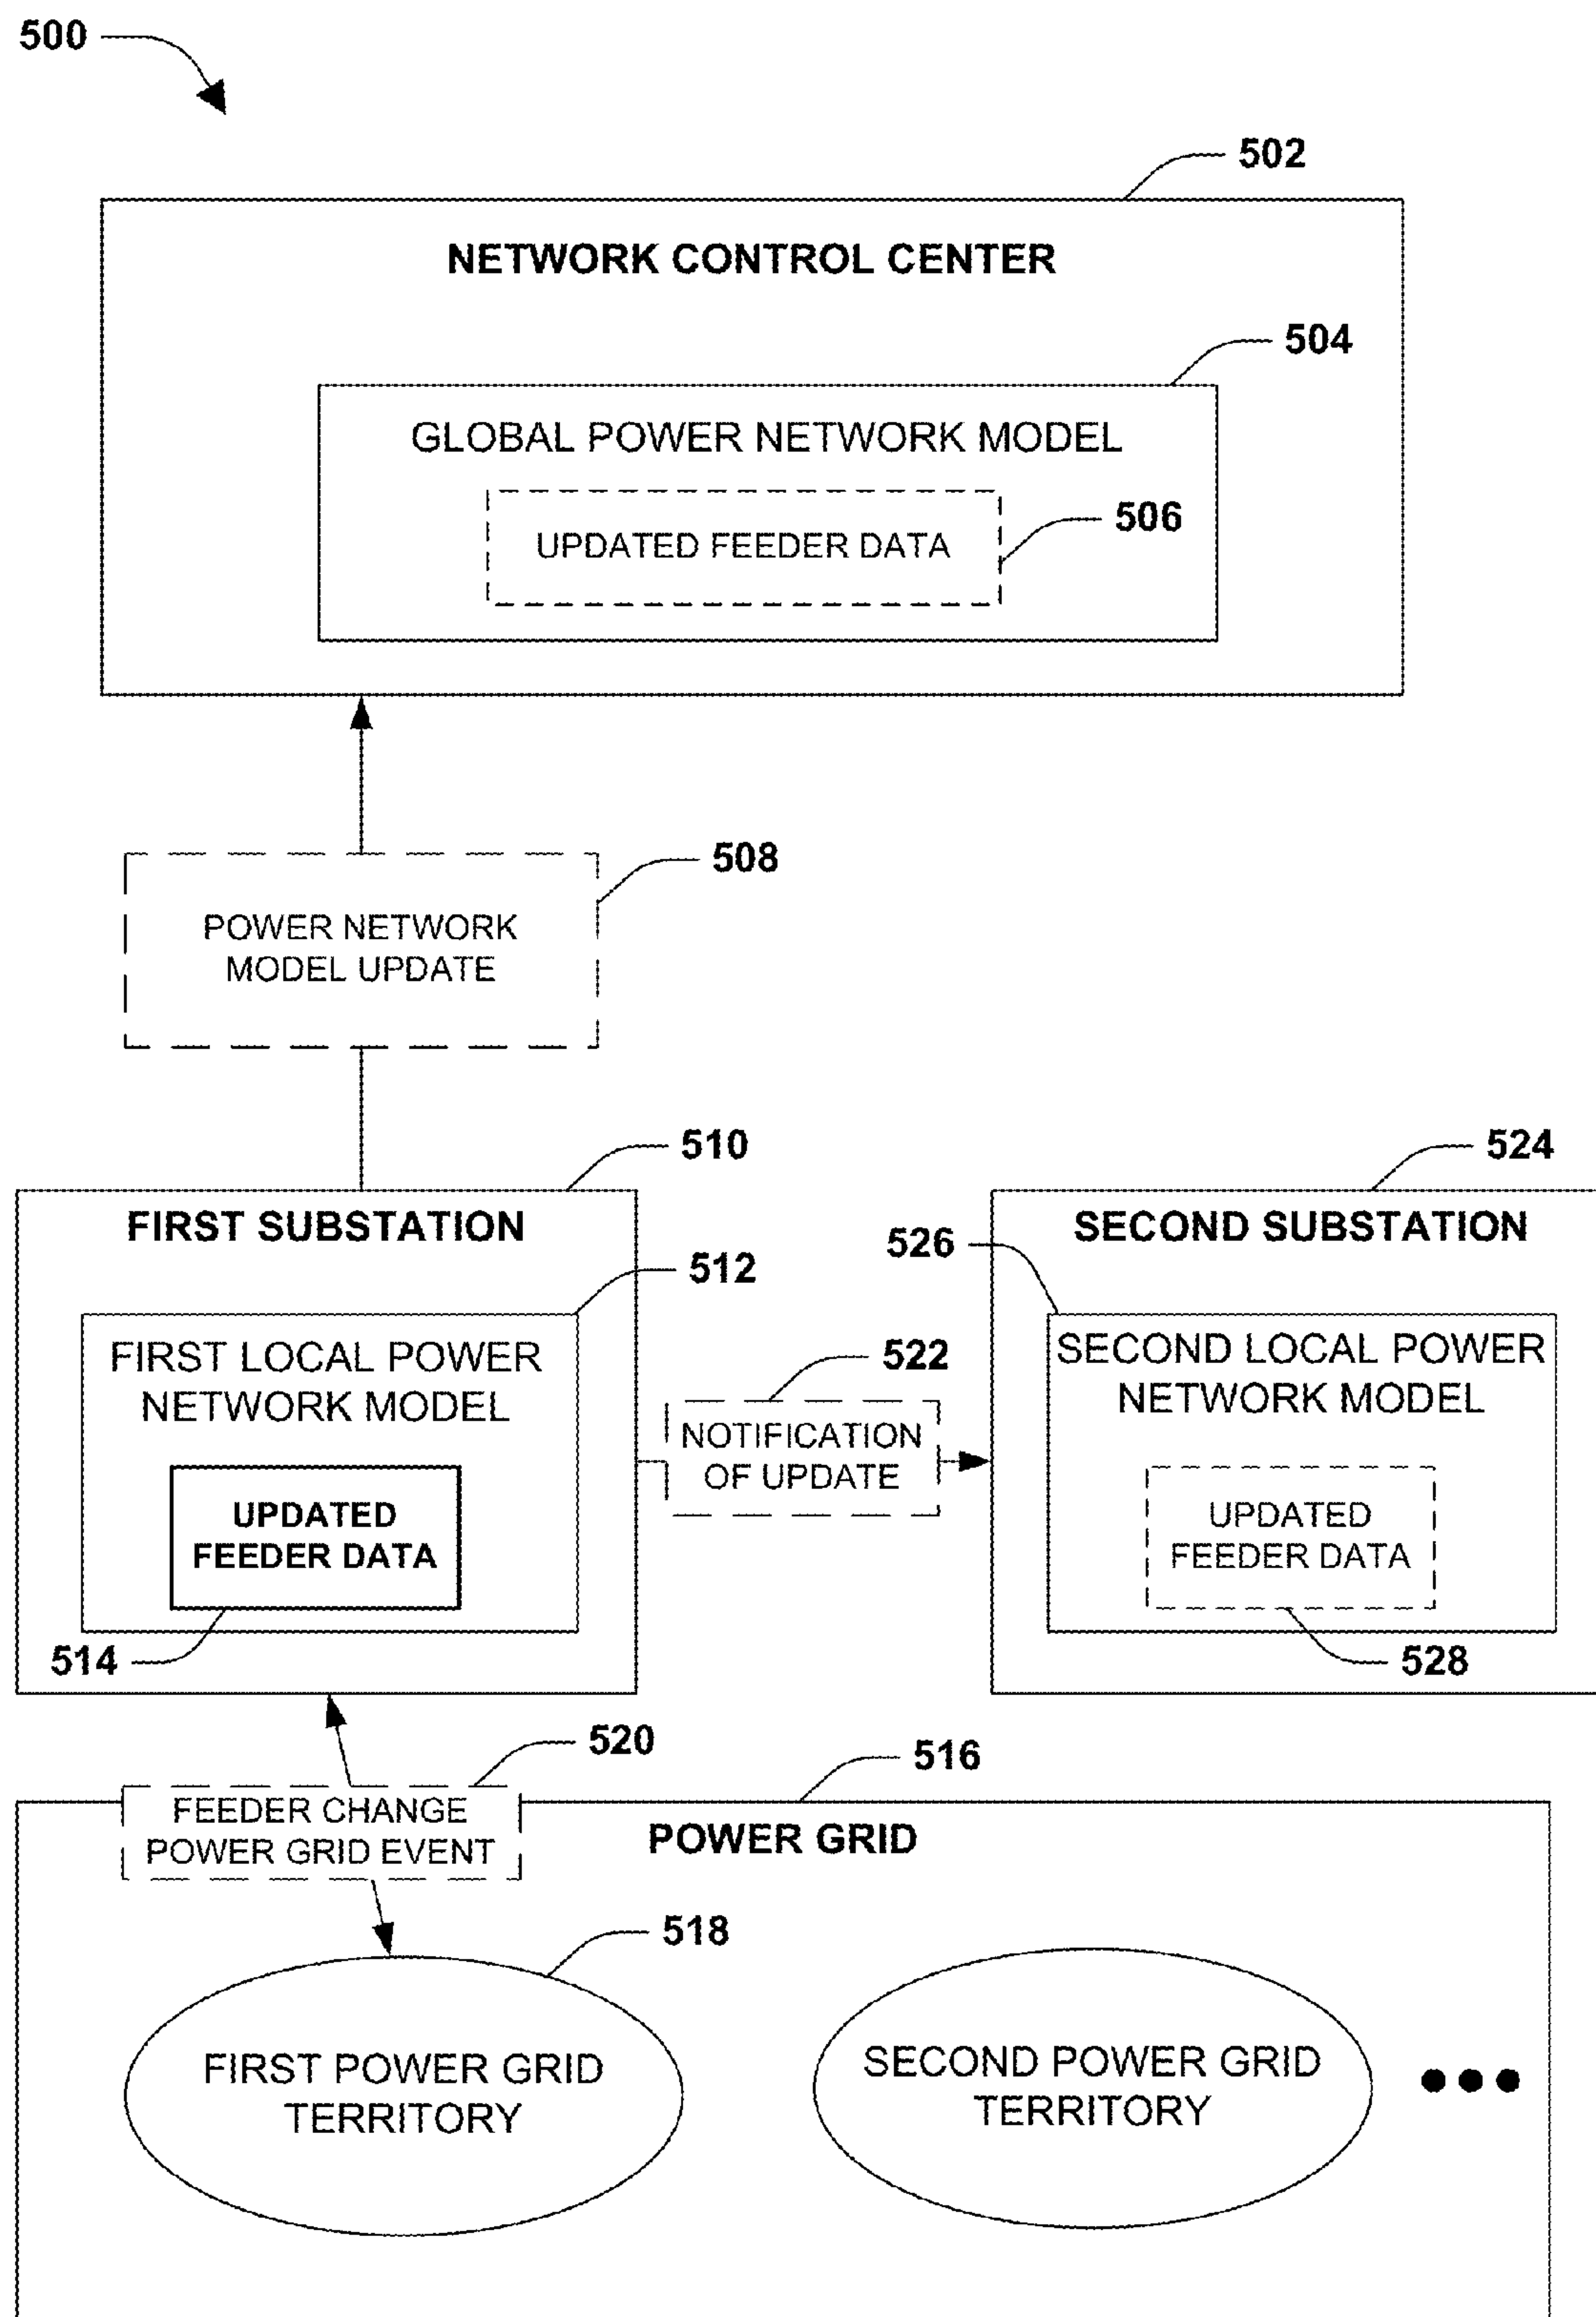 500
502
NETWORK CONTROL CENTER
504
GLOBAL POWER NETWORK MODEL
506
UPDATED FEEDER DATA
508
POWER NETWORK
MODEL UPDATE
510
FIRST SUBSTATION
512
FIRST LOCAL POWER
NETWORK MODEL
UPDATED
FEEDER DATA
514
522
NOTIFICATION
OF UPDATE
524
SECOND SUBSTATION
526
SECOND LOCAL POWER
NETWORK MODEL
UPDATED
FEEDER DATA
528
520
FEEDER CHANGE
POWER GRID EVENT
516
POWER GRID
518
FIRST POWER GRID
TERRITORY
SECOND POWER GRID
TERRITORY